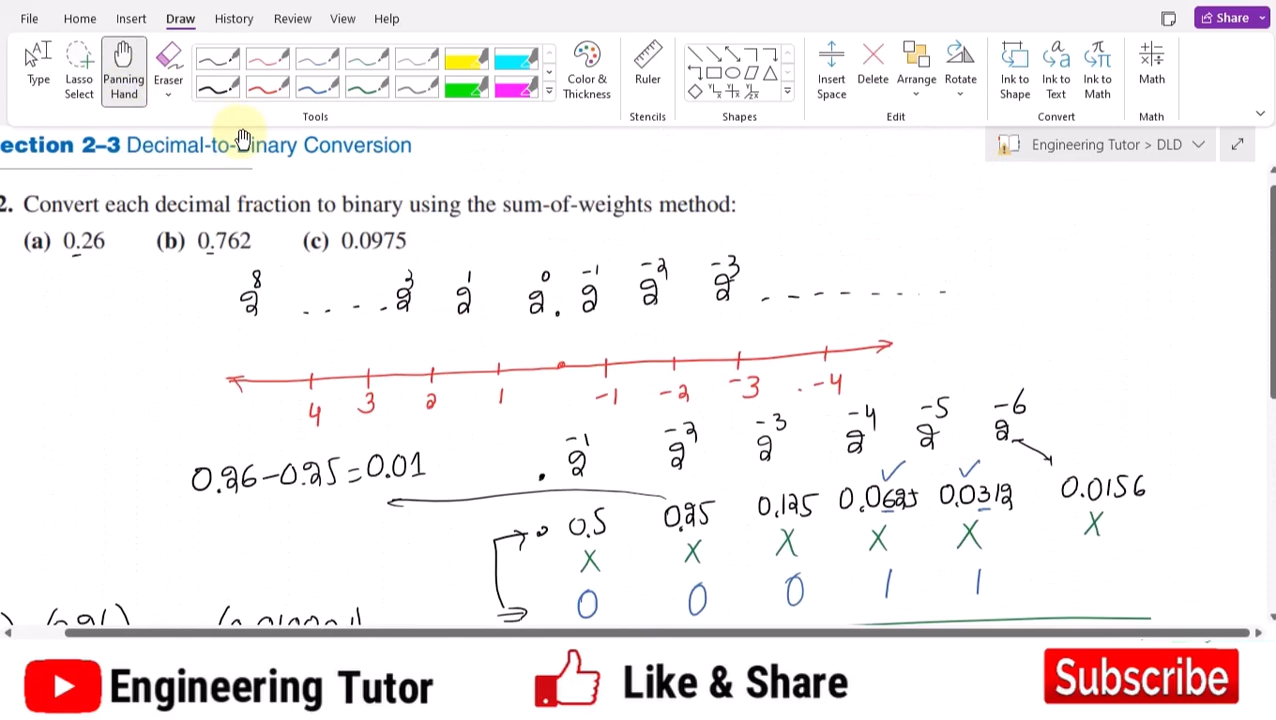 File Home Insert Draw History Review View Help Share
Type Lasso Select Panning Hand Eraser Color & Thickness Ruler Insert Space Delete Arrange Rotate Ink to Shape Ink to Text Ink to Math Math
Tools Stencils Shapes Edit Convert Math
ection 2–3 Decimal-to-Binary Conversion
Engineering Tutor > DLD
2. Convert each decimal fraction to binary using the sum-of-weights method:
(a) 0.26 (b) 0.762 (c) 0.0975
2^8 . . . . 2^3 2^1 2^0 . 2^-1 2^-2 2^-3 . - - - - - - -
4 3 2 1 -1 -2 -3 -4
0.26-0.25=0.01
. 2^-1 2^-2 2^-3 2^-4 2^-5 2^-6
0.5 0.25 0.125 0.0625 0.0312 0.0156
X X X X X X
0 0 0 1 1
Engineering Tutor
Like & Share
Subscribe